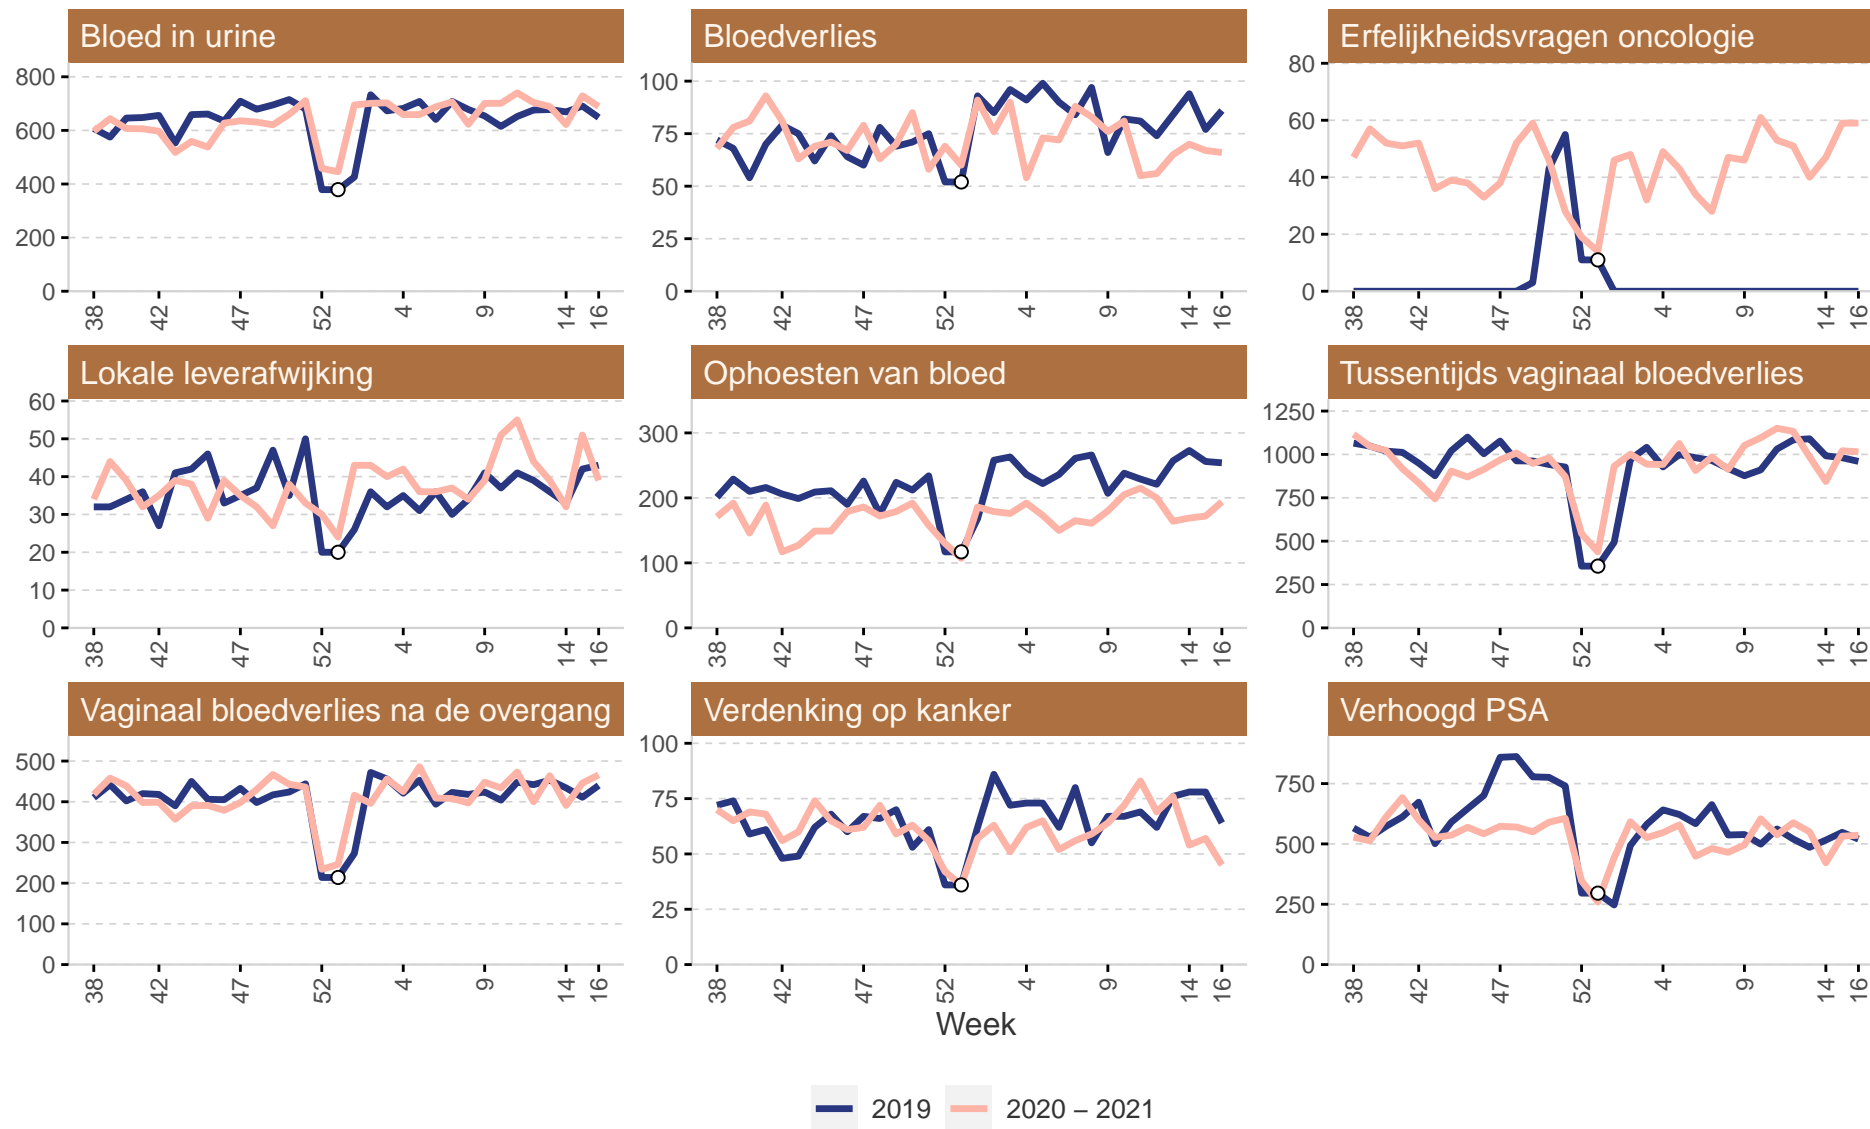 Bloed in urine
Bloedverlies
Erfelijkheidsvragen oncologie
800
600
400
200
0
38 42 47 52 4 9 14 16
100
75
50
25
0
38 42 47 52 4 9 14 16
80
60
40
20
0
38 42 47 52 4 9 14 16
Lokale leverafwijking
Ophoesten van bloed
Tussentijds vaginaal bloedverlies
60
50
40
30
20
10
0
38 42 47 52 4 9 14 16
300
200
100
0
38 42 47 52 4 9 14 16
1250
1000
750
500
250
0
38 42 47 52 4 9 14 16
Vaginaal bloedverlies na de overgang
Verdenking op kanker
Verhoogd PSA
500
400
300
200
100
0
38 42 47 52 4 9 14 16
100
75
50
25
0
38 42 47 52 4 9 14 16
750
500
250
0
38 42 47 52 4 9 14 16
Week
2019 2020 – 2021